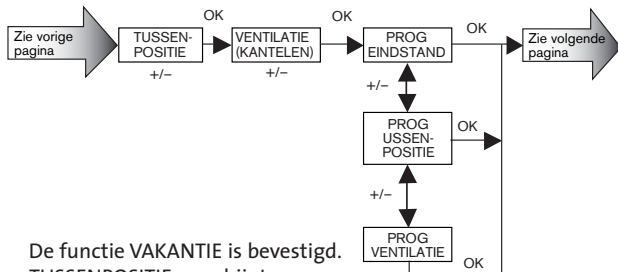 OK
OK
OK
Zie vorige
pagina
TUSSEN-
POSITIE
+/–
VENTILATIE
(KANTELEN)
+/–
PROG
EINDSTAND
Zie volgende
pagina
+/–
PROG
USSEN-
POSITIE
OK
+/–
PROG
VENTILATIE
OK
De functie VAKANTIE is bevestigd.